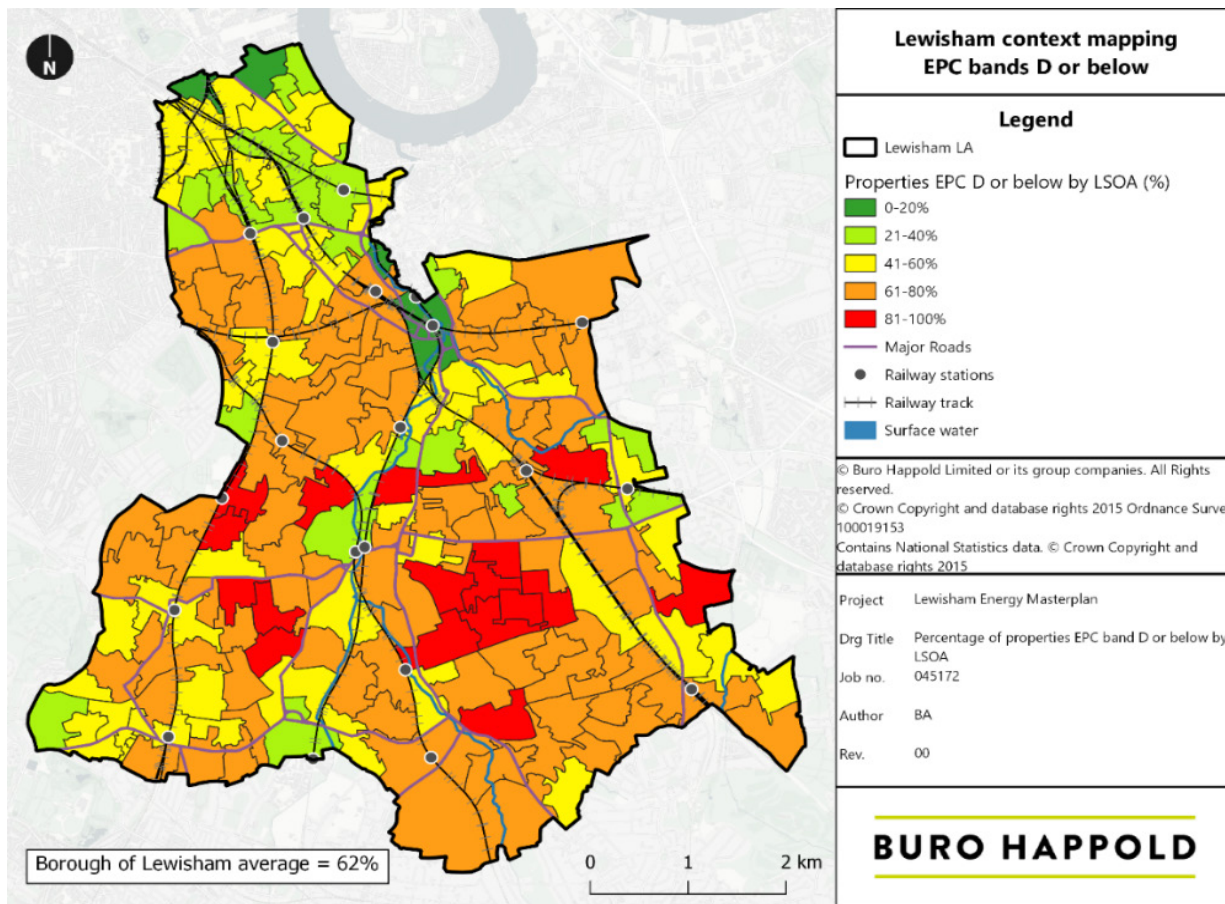 N
Lewisham context mapping
EPC bands D or below
Legend
Lewisham LA
Properties EPC D or below by LSOA (%)
0-20%
21-40%
41-60%
61-80%
81-100%
Major Roads
Railway stations
Railway track
Surface water
© Buro Happold Limited or its group companies. All Rights
reserved.
© Crown Copyright and database rights 2015 Ordnance Surve
100019153
Contains National Statistics data. © Crown Copyright and
database rights 2015
Project Lewisham Energy Masterplan
Drg Title Percentage of properties EPC band D or below by
LSOA
Job no. 045172
Author BA
Rev. 00
BURO HAPPOLD
Borough of Lewisham average = 62%
0 1 2 km